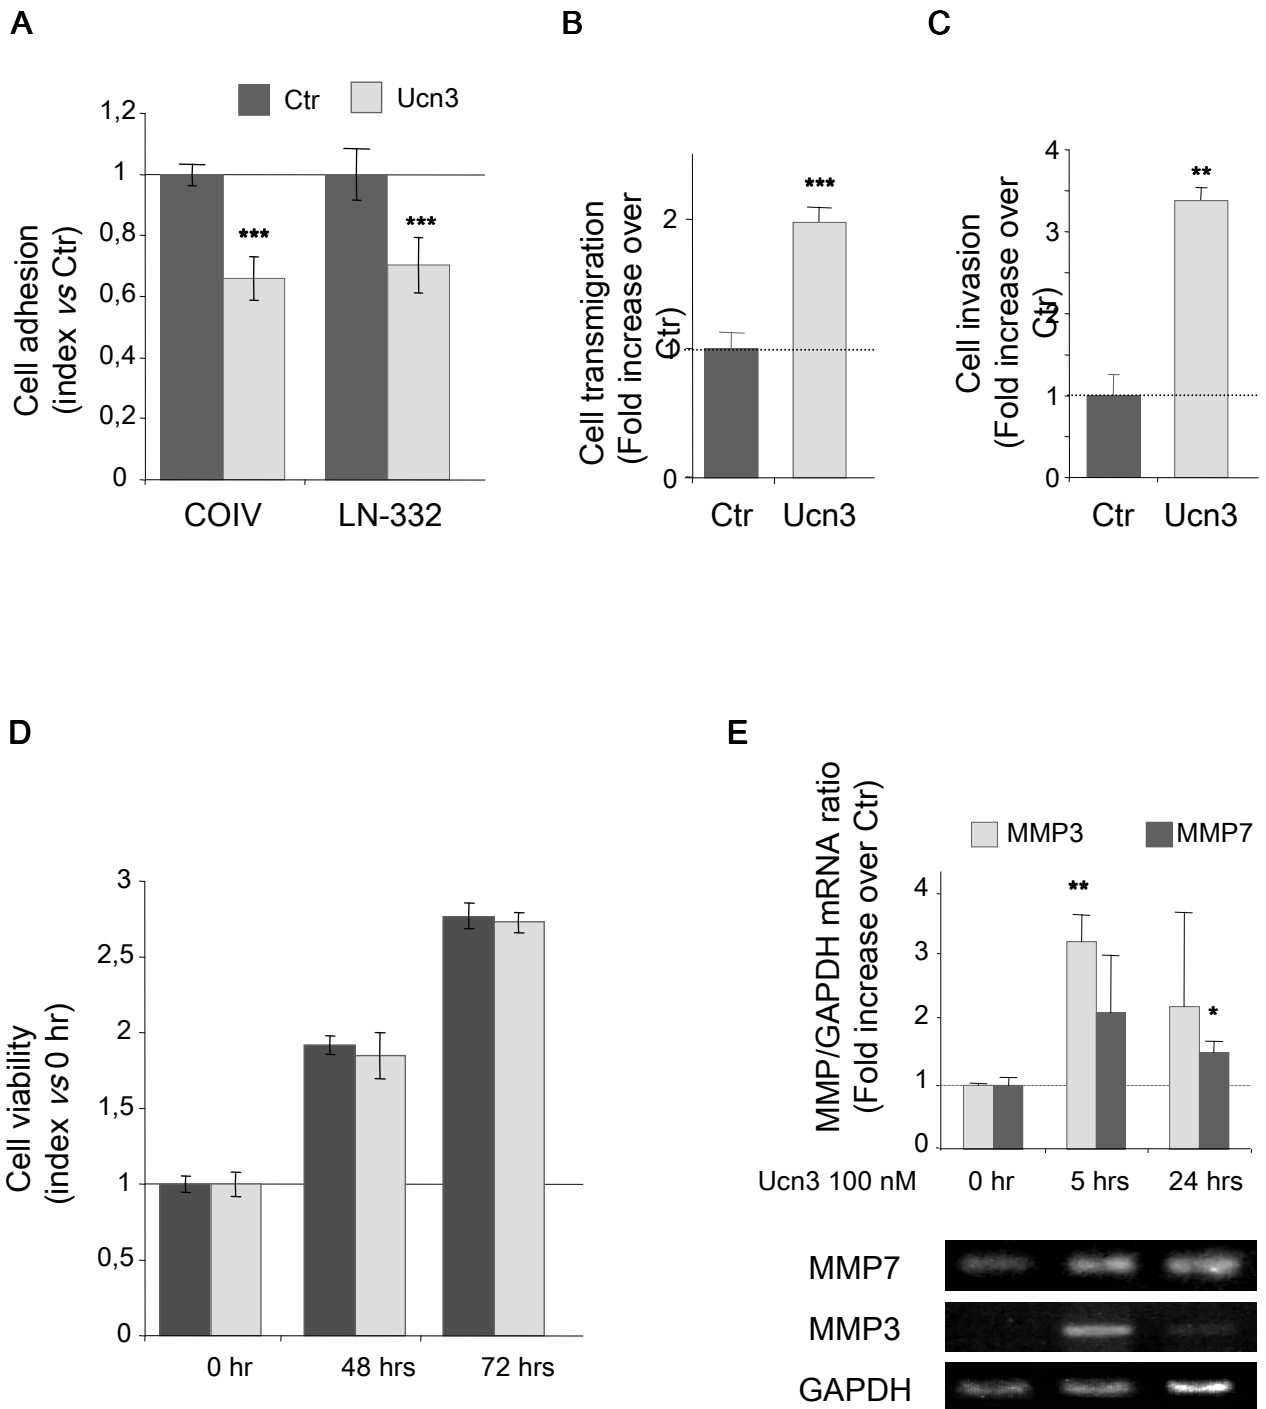 A
Ctr
Ucn3
Cell adhesion
(index vs Ctr)
1,2
1
0,8
0,6
0,4
0,2
0
***
***
COIV
LN-332
B
Cell transmigration
(Fold increase over
Ctr)
2
1
0
***
Ctr
Ucn3
C
Cell invasion
(Fold increase over
Ctr)
4
3
2
1
0
**
Ctr
Ucn3
D
Cell viability
(index vs 0 hr)
3
2,5
2
1,5
1
0,5
0
0 hr
48 hrs
72 hrs
E
MMP/GAPDH mRNA ratio
(Fold increase over Ctr)
MMP3
MMP7
4
3
2
1
0
**
*
Ucn3 100 nM
0 hr
5 hrs
24 hrs
MMP7
MMP3
GAPDH